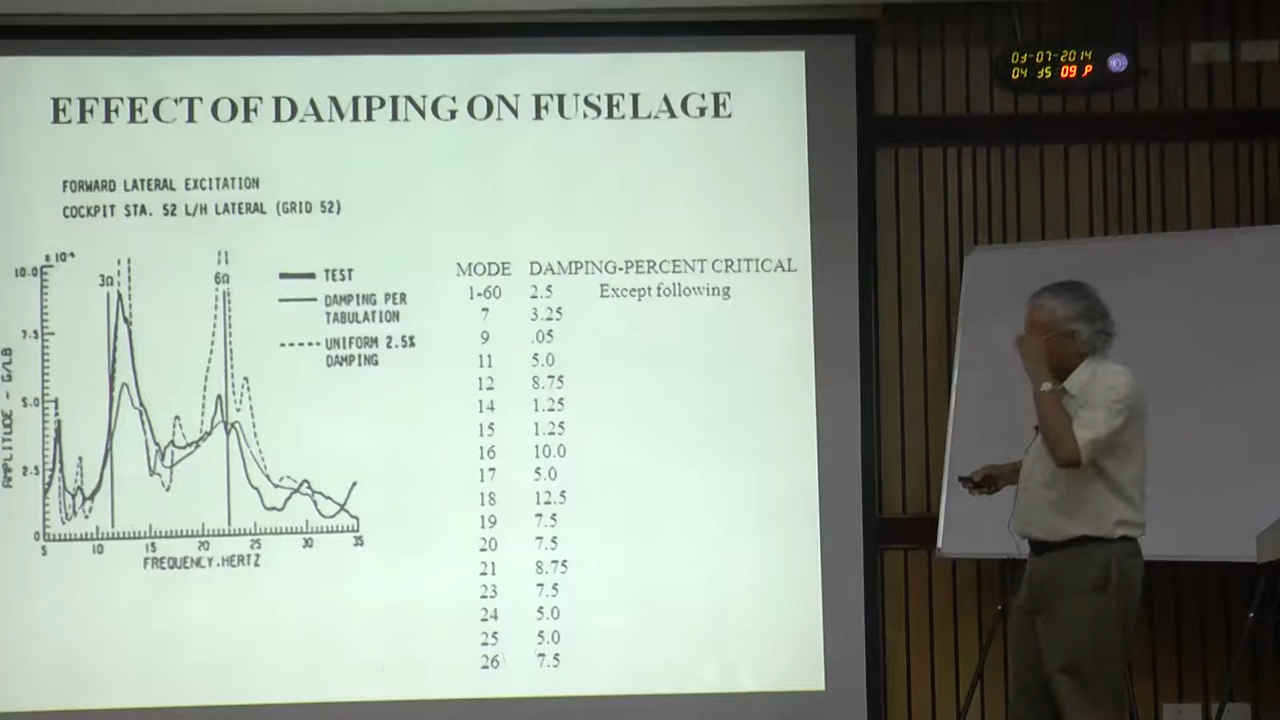 EFFECT OF DAMPING ON FUSELAGE
FORWARD LATERAL EXCITATION
COCKPIT STA. 52 L/H LATERAL (GRID 52)
X 10⁻⁴
10.0
7.5
5.0
2.5
0
AMPLITUDE - G/LB
3Ω
6Ω
TEST
DAMPING PER
TABULATION
UNIFORM 2.5%
DAMPING
5 10 15 20 25 30 35
FREQUENCY.HERTZ
MODE DAMPING-PERCENT CRITICAL
1-60 2.5 Except following
7 3.25
9 .05
11 5.0
12 8.75
14 1.25
15 1.25
16 10.0
17 5.0
18 12.5
19 7.5
20 7.5
21 8.75
23 7.5
24 5.0
25 5.0
26 7.5
03-07-2014
04 35 09 P